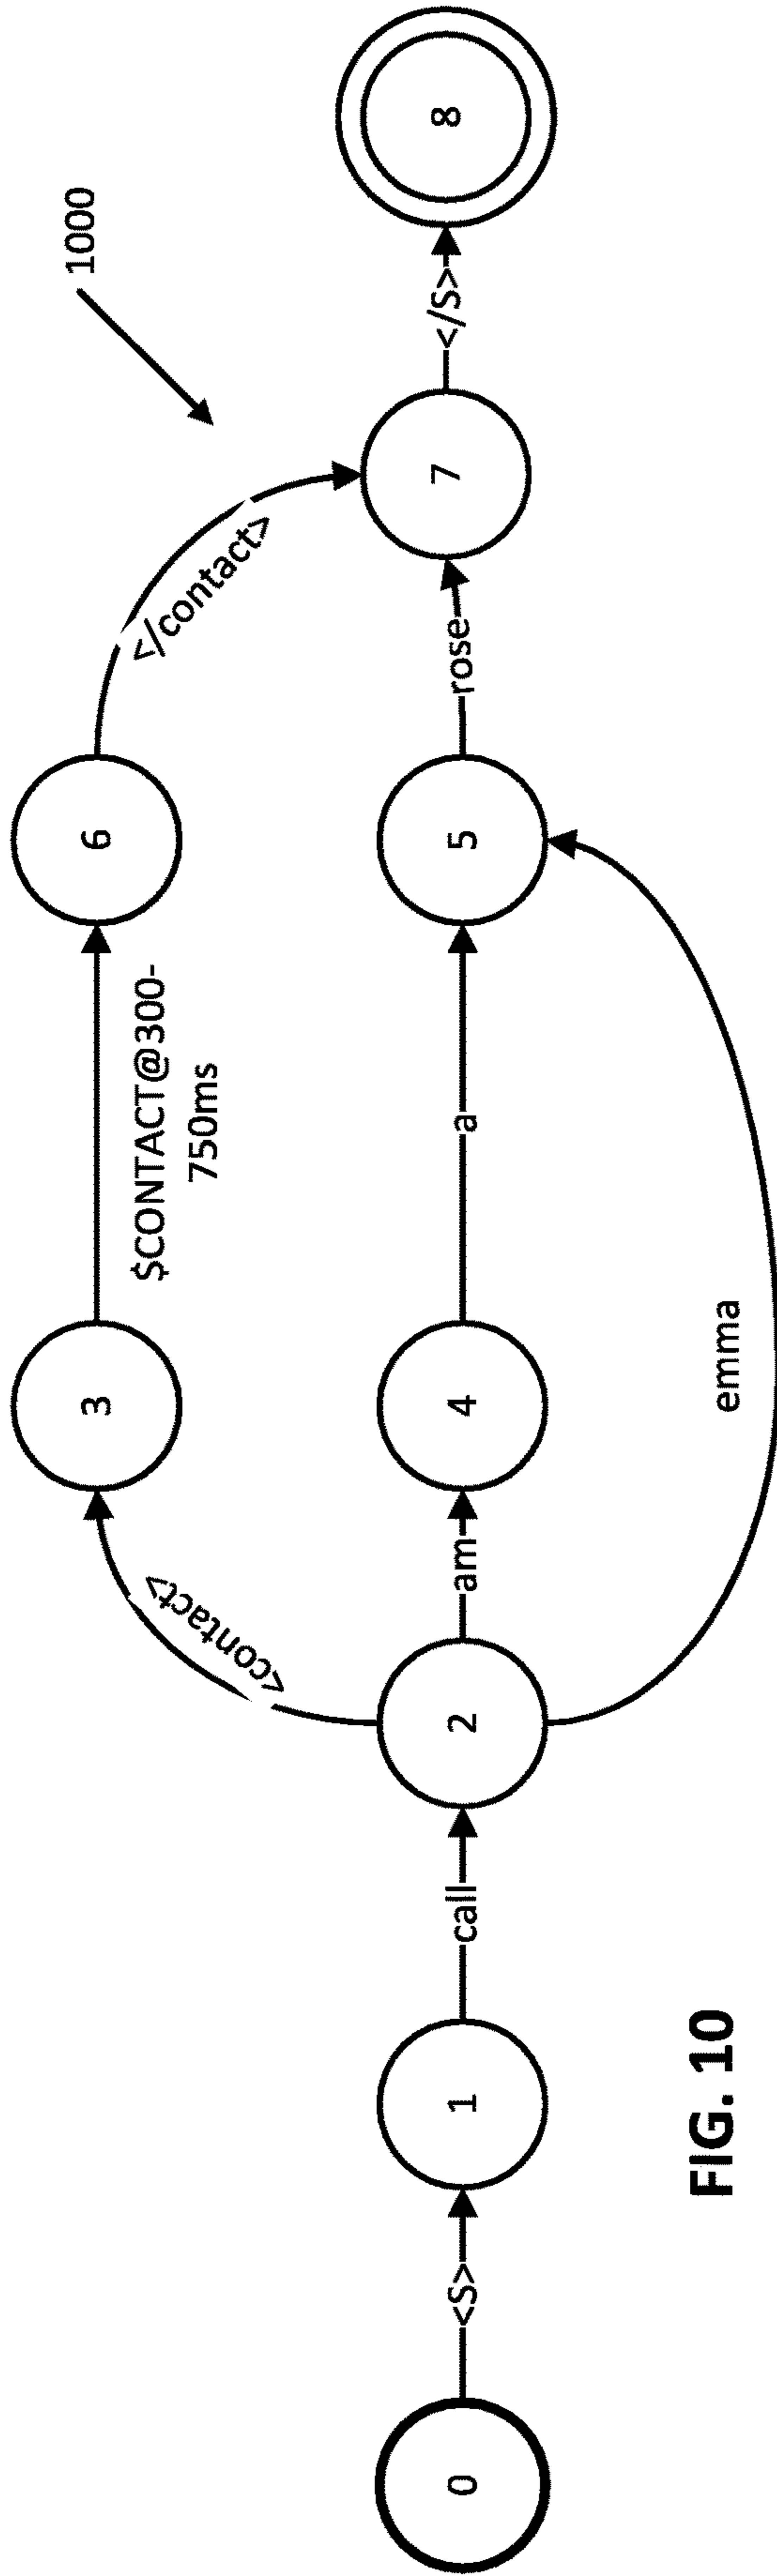 1000
0
<S>
1
call
2
<contact>
3
$CONTACT@300-
750ms
6
</contact>
am
4
a
5
rose
emma
7
</S>
8
FIG. 10